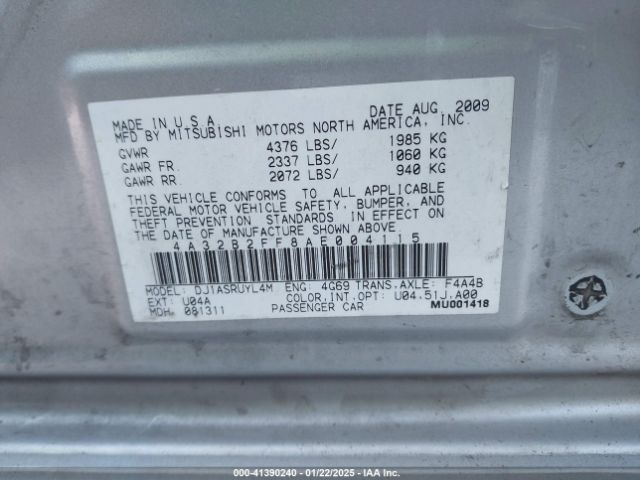 MADE IN U.S.A. DATE AUG. 2009
MFD BY MITSUBISHI MOTORS NORTH AMERICA, INC.
GVWR 4376 LBS/ 1985 KG
GAWR FR. 2337 LBS/ 1060 KG
GAWR RR. 2072 LBS/ 940 KG
THIS VEHICLE CONFORMS TO ALL APPLICABLE
FEDERAL MOTOR VEHICLE SAFETY, BUMPER, AND
THEFT PREVENTION STANDARDS IN EFFECT ON
THE DATE OF MANUFACTURE SHOWN ABOVE.
4A32B2FF8AE004115
MODEL: DJ1ASRUYL4M ENG: 4G69 TRANS.AXLE: F4A4B
EXT: U04A COLOR,INT.OPT: U04.51J.A00
MDH: 081311 PASSENGER CAR MU001418
000-41390240 - 01/22/2025 - IAA Inc.